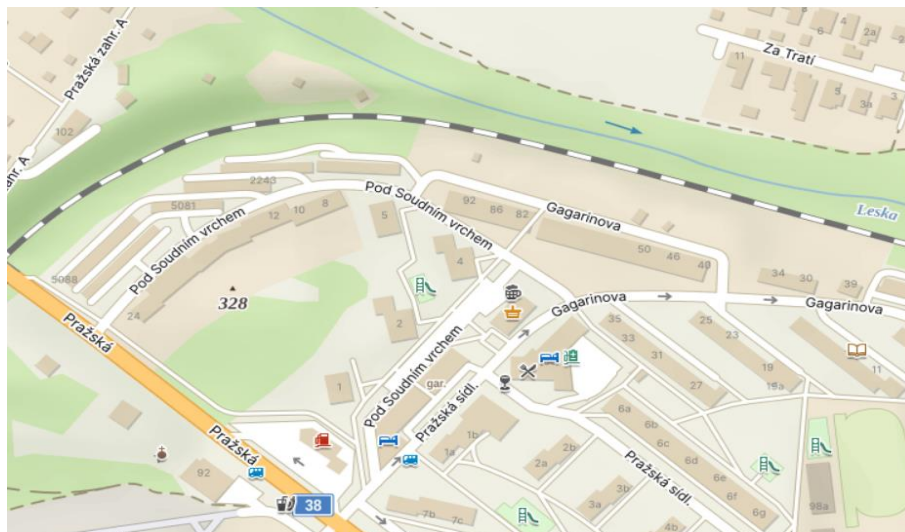 Pražská zahr. A
102
zahr. A
Za Tratí
11
6
4
2a
2
5
3a
3
Leska
2243
5081
5088
Pod Soudním vrchem
12
10
8
24
328
5
Pod Soudním vrchem
92
86
82
Gagarinova
50
46
40
34
30
39
4
2
1
Gagarinova
Gagarinova
35
33
31
27
25
23
19
19a
11
Pod Soudním vrchem
gar.
Pražská sídl.
Pražská
Pražská
92
38
1b
1a
2b
2a
3b
3a
4b
7b
7c
6a
6b
6c
6d
6e
6f
6g
Pražská sídl.
98a